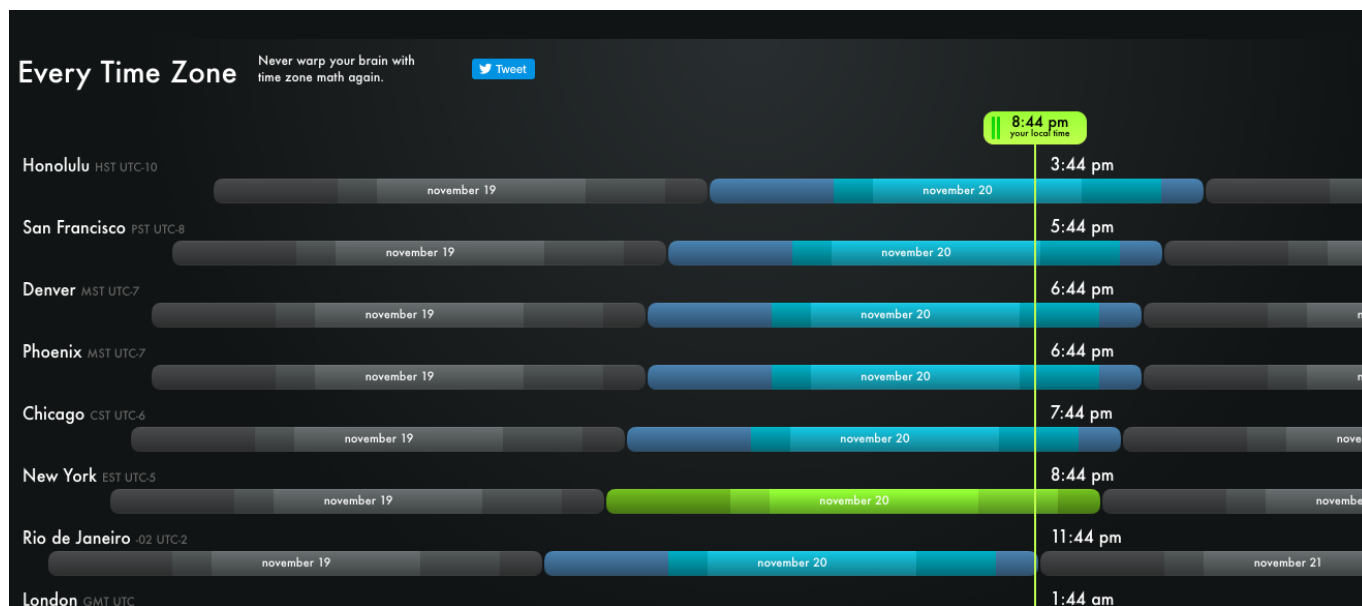 Every Time Zone
Never warp your brain with
time zone math again.
Tweet
8:44 pm
your local time
Honolulu HST UTC-10
3:44 pm
november 19
november 20
San Francisco PST UTC-8
5:44 pm
november 19
november 20
Denver MST UTC-7
6:44 pm
november 19
november 20
Phoenix MST UTC-7
6:44 pm
november 19
november 20
Chicago CST UTC-6
7:44 pm
november 19
november 20
New York EST UTC-5
8:44 pm
november 19
november 20
Rio de Janeiro -02 UTC-2
11:44 pm
november 19
november 20
november 21
London GMT UTC
1:44 am